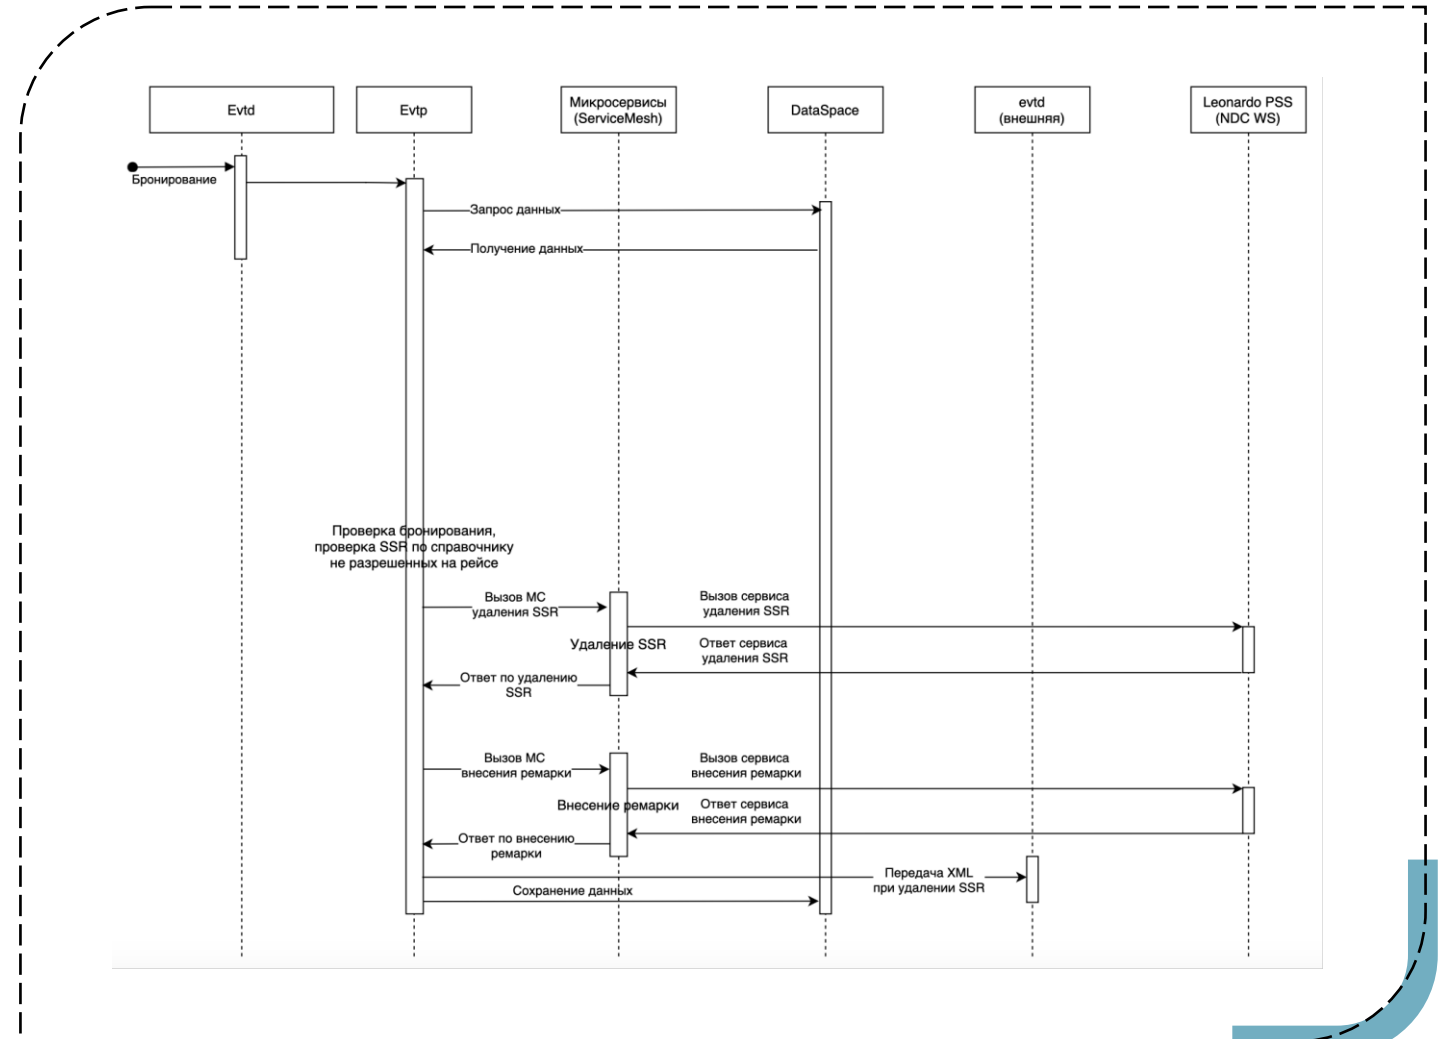 Evtd
Evtp
Микросервисы
(ServiceMesh)
DataSpace
evtd
(внешняя)
Leonardo PSS
(NDC WS)
Бронирование
Запрос данных
Получение данных
Проверка бронирования,
проверка SSR по справочнику
не разрешенных на рейсе
Вызов МС
удаления SSR
Вызов сервиса
удаления SSR
Удаление SSR
Ответ сервиса
удаления SSR
Ответ по удалению
SSR
Вызов МС
внесения ремарки
Вызов сервиса
внесения ремарки
Внесение ремарки
Ответ сервиса
внесения ремарки
Ответ по внесению
ремарки
Передача XML
при удалении SSR
Сохранение данных